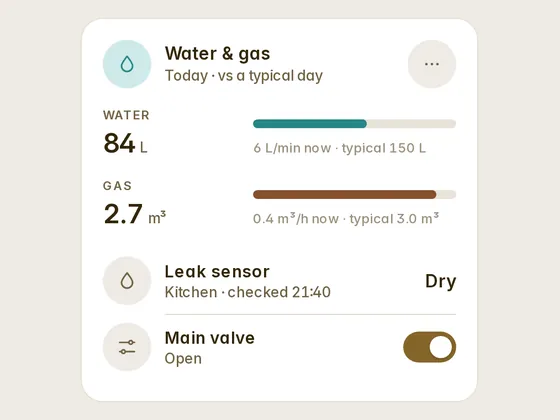 Water & gas
Today · vs a typical day
WATER
84 L
6 L/min now · typical 150 L
GAS
2.7 m³
0.4 m³/h now · typical 3.0 m³
Leak sensor
Kitchen · checked 21:40
Dry
Main valve
Open